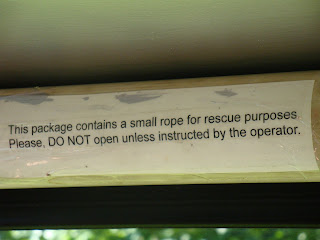 This package contains a small rope for rescue purposes
Please, DO NOT open unless instructed by the operator.